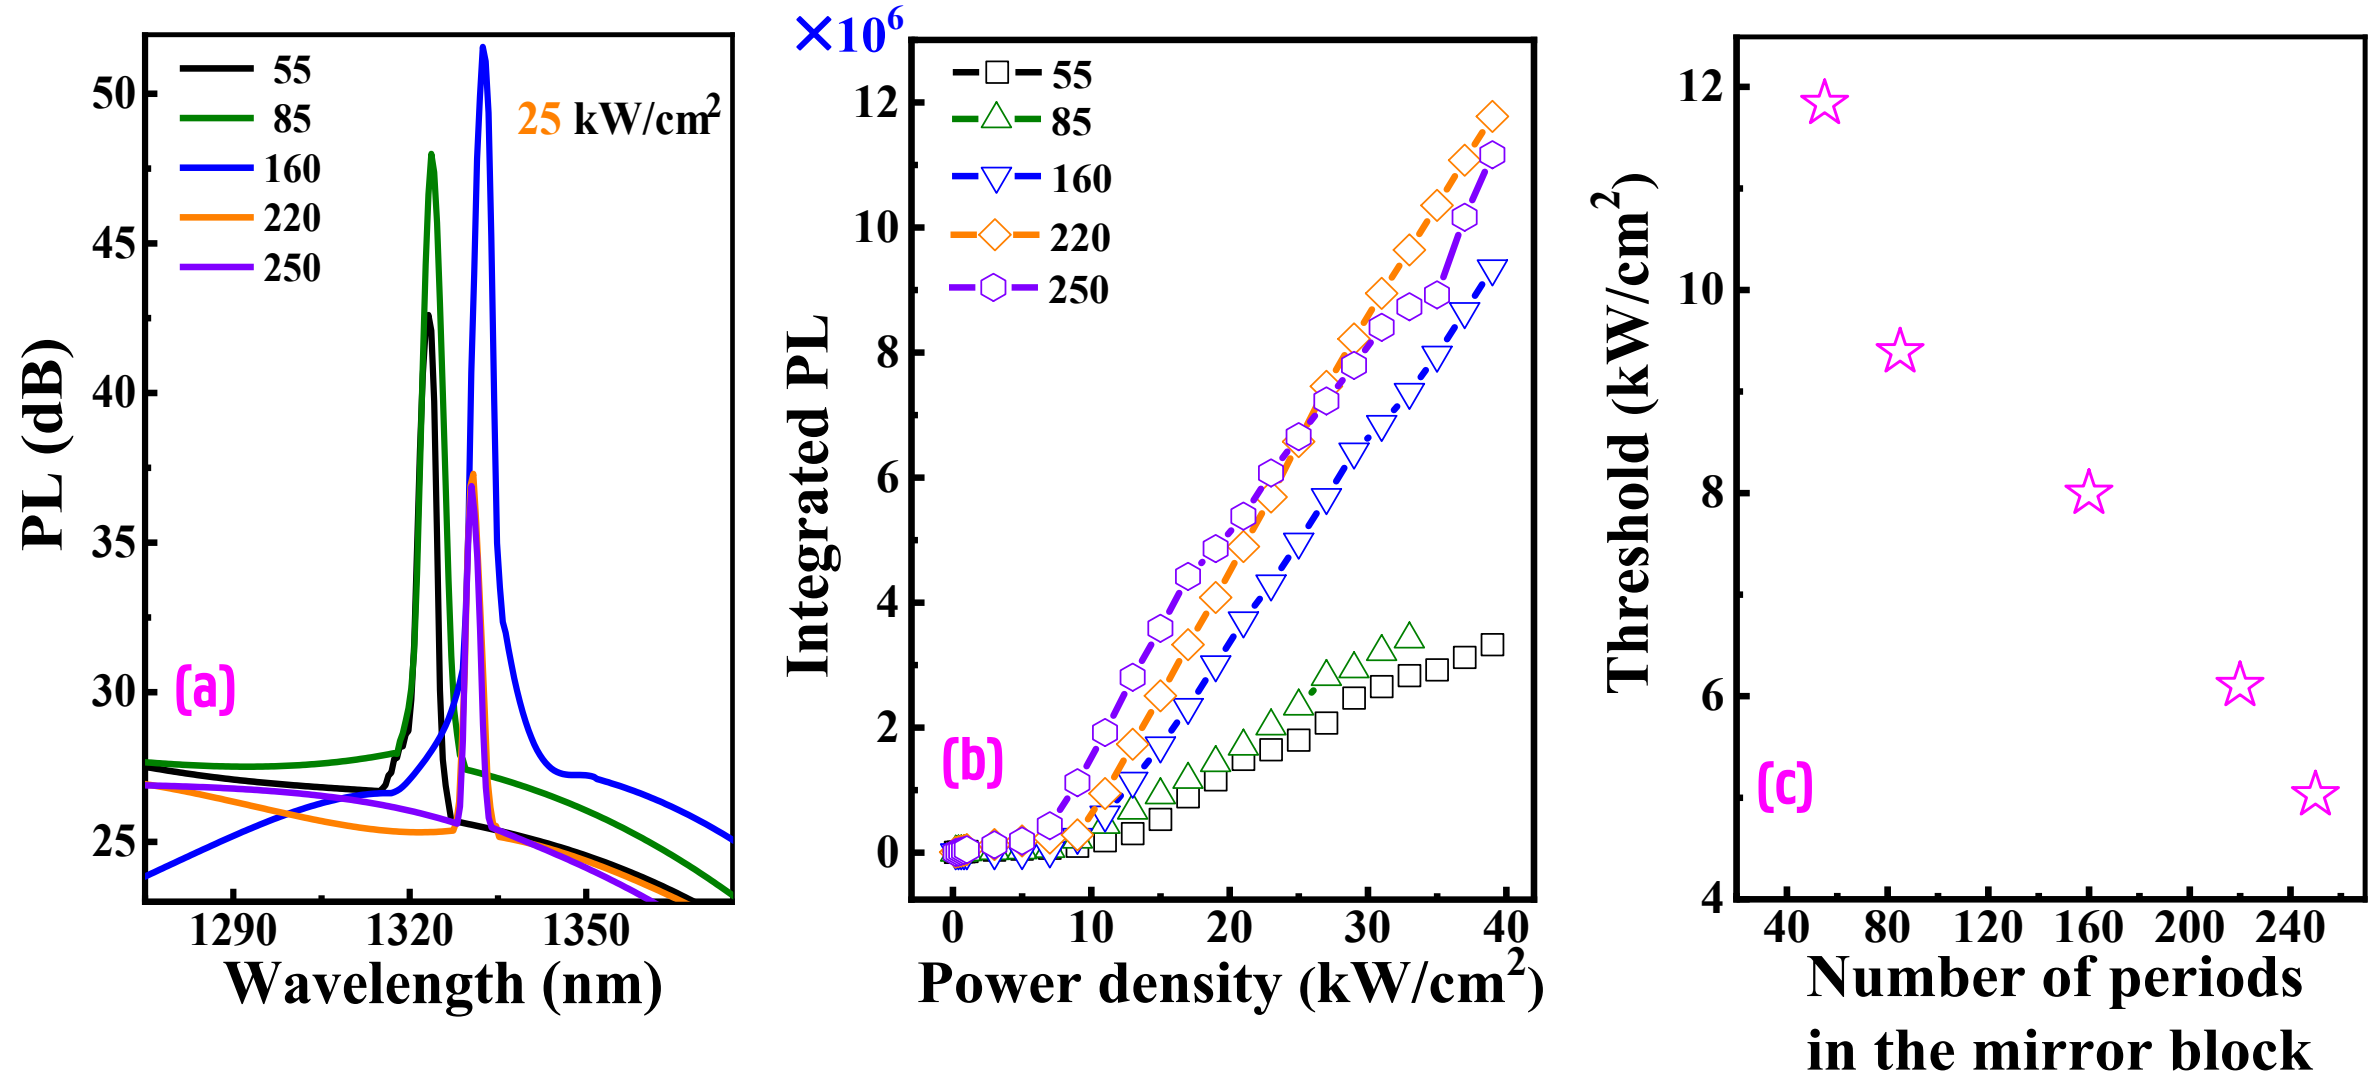 55
85
160
220
250
25 kW/cm²
50
45
40
35
30
25
PL (dB)
(a)
1290 1320 1350
Wavelength (nm)
×10⁶
55
85
160
220
250
12
10
8
6
4
2
0
Integrated PL
(b)
0 10 20 30 40
Power density (kW/cm²)
12
10
8
6
4
Threshold (kW/cm²)
(c)
40 80 120 160 200 240
Number of periods
in the mirror block